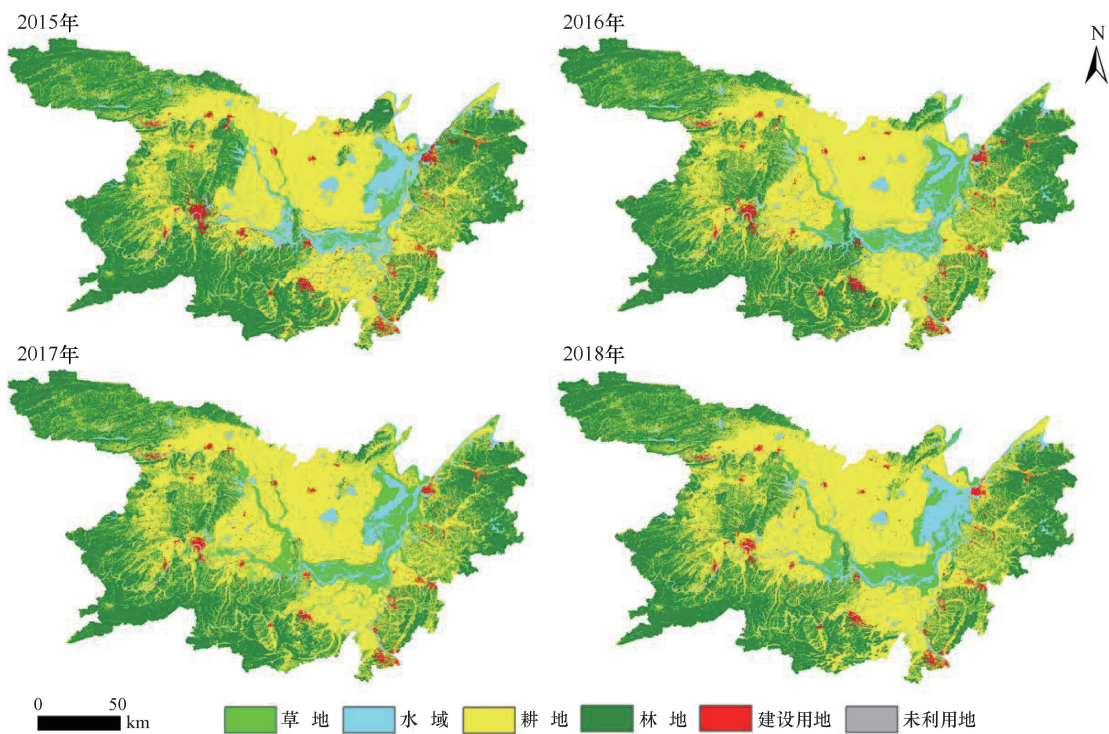 2015年
2016年
N
2017年
2018年
0 50
km
草 地
水 域
耕 地
林 地
建设用地
未利用地